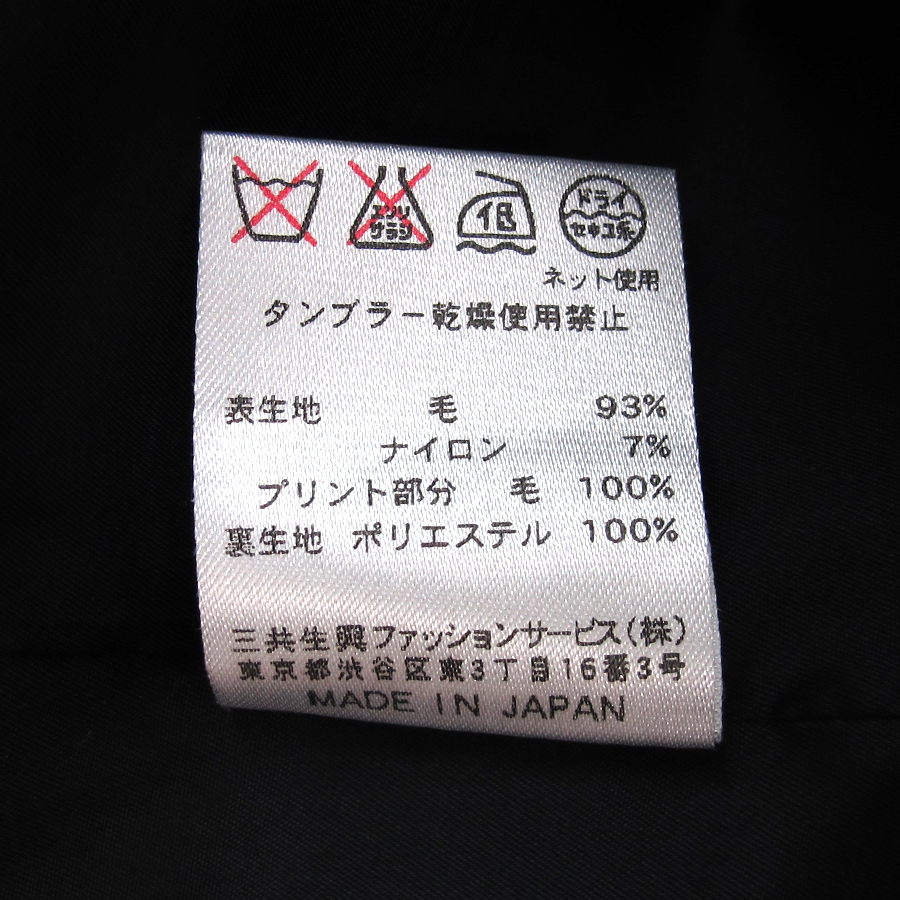 エンソ サラシ 低 ドライ セキユ系
ネット使用
タンブラー乾燥使用禁止
表生地 毛 93%
ナイロン 7%
プリント部分 毛 100%
裏生地 ポリエステル 100%
三共生興ファッションサービス(株)
東京都渋谷区東3丁目16番3号
MADE IN JAPAN